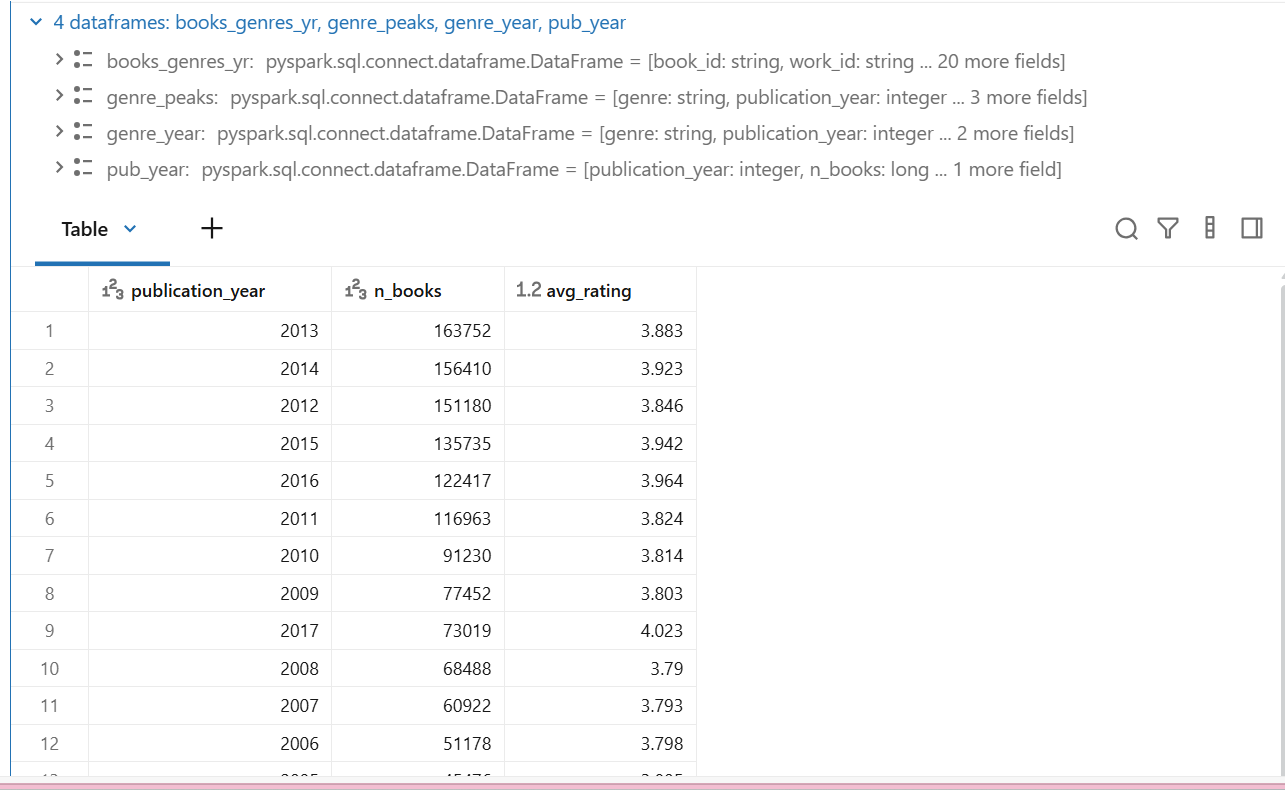 4 dataframes: books_genres_yr, genre_peaks, genre_year, pub_year
books_genres_yr: pyspark.sql.connect.dataframe.DataFrame = [book_id: string, work_id: string ... 20 more fields]
genre_peaks: pyspark.sql.connect.dataframe.DataFrame = [genre: string, publication_year: integer ... 3 more fields]
genre_year: pyspark.sql.connect.dataframe.DataFrame = [genre: string, publication_year: integer ... 2 more fields]
pub_year: pyspark.sql.connect.dataframe.DataFrame = [publication_year: integer, n_books: long ... 1 more field]
Table +
123 publication_year 123 n_books 1.2 avg_rating
1 2013 163752 3.883
2 2014 156410 3.923
3 2012 151180 3.846
4 2015 135735 3.942
5 2016 122417 3.964
6 2011 116963 3.824
7 2010 91230 3.814
8 2009 77452 3.803
9 2017 73019 4.023
10 2008 68488 3.79
11 2007 60922 3.793
12 2006 51178 3.798